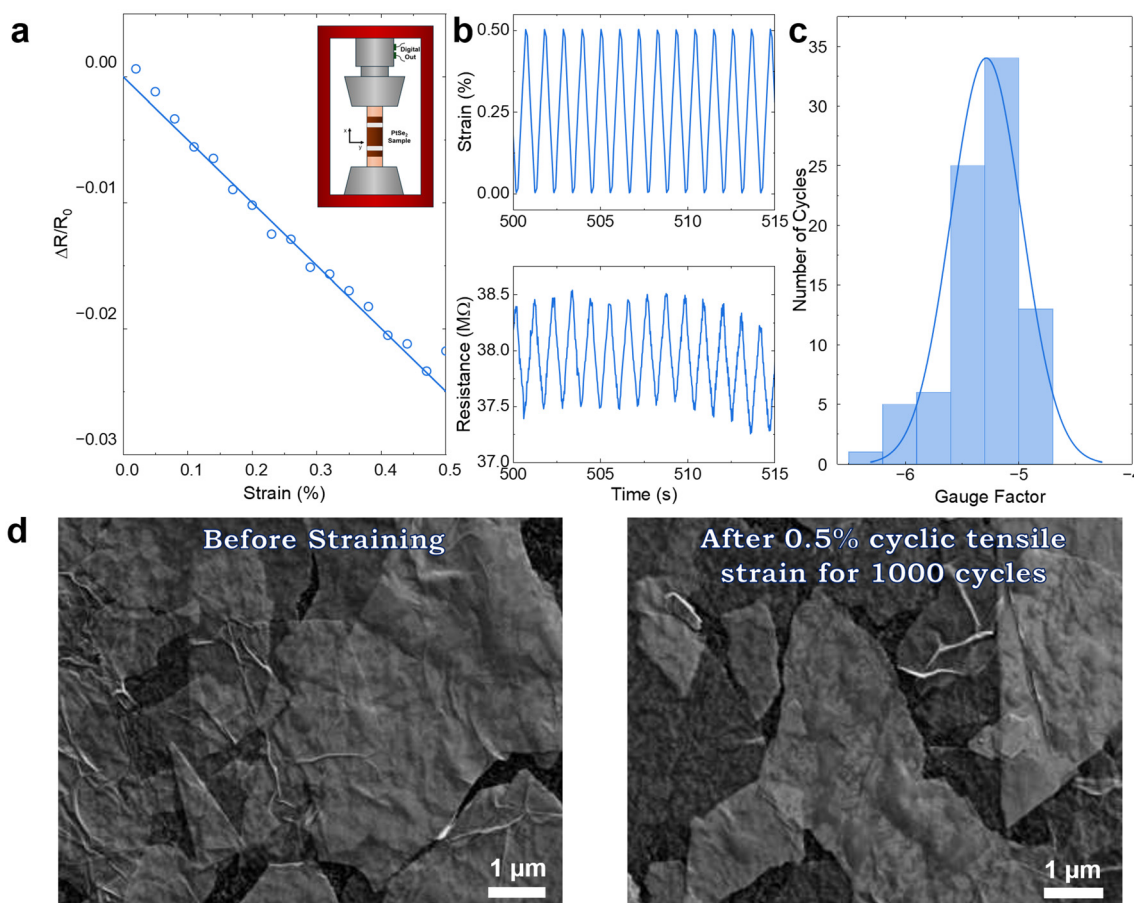 a
0.00
−0.01
−0.02
−0.03
ΔR/R₀
0.0
0.1
0.2
0.3
0.4
0.5
Strain (%)
Digital
Out
PtSe₂
Sample
x
y
b
0.50
0.25
0.00
Strain (%)
500
505
510
515
38.5
38.0
37.5
37.0
Resistance (MΩ)
500
505
510
515
Time (s)
c
35
30
25
20
15
10
5
0
Number of Cycles
−6
−5
−4
Gauge Factor
d
Before Straining
1 µm
After 0.5% cyclic tensile
strain for 1000 cycles
1 µm